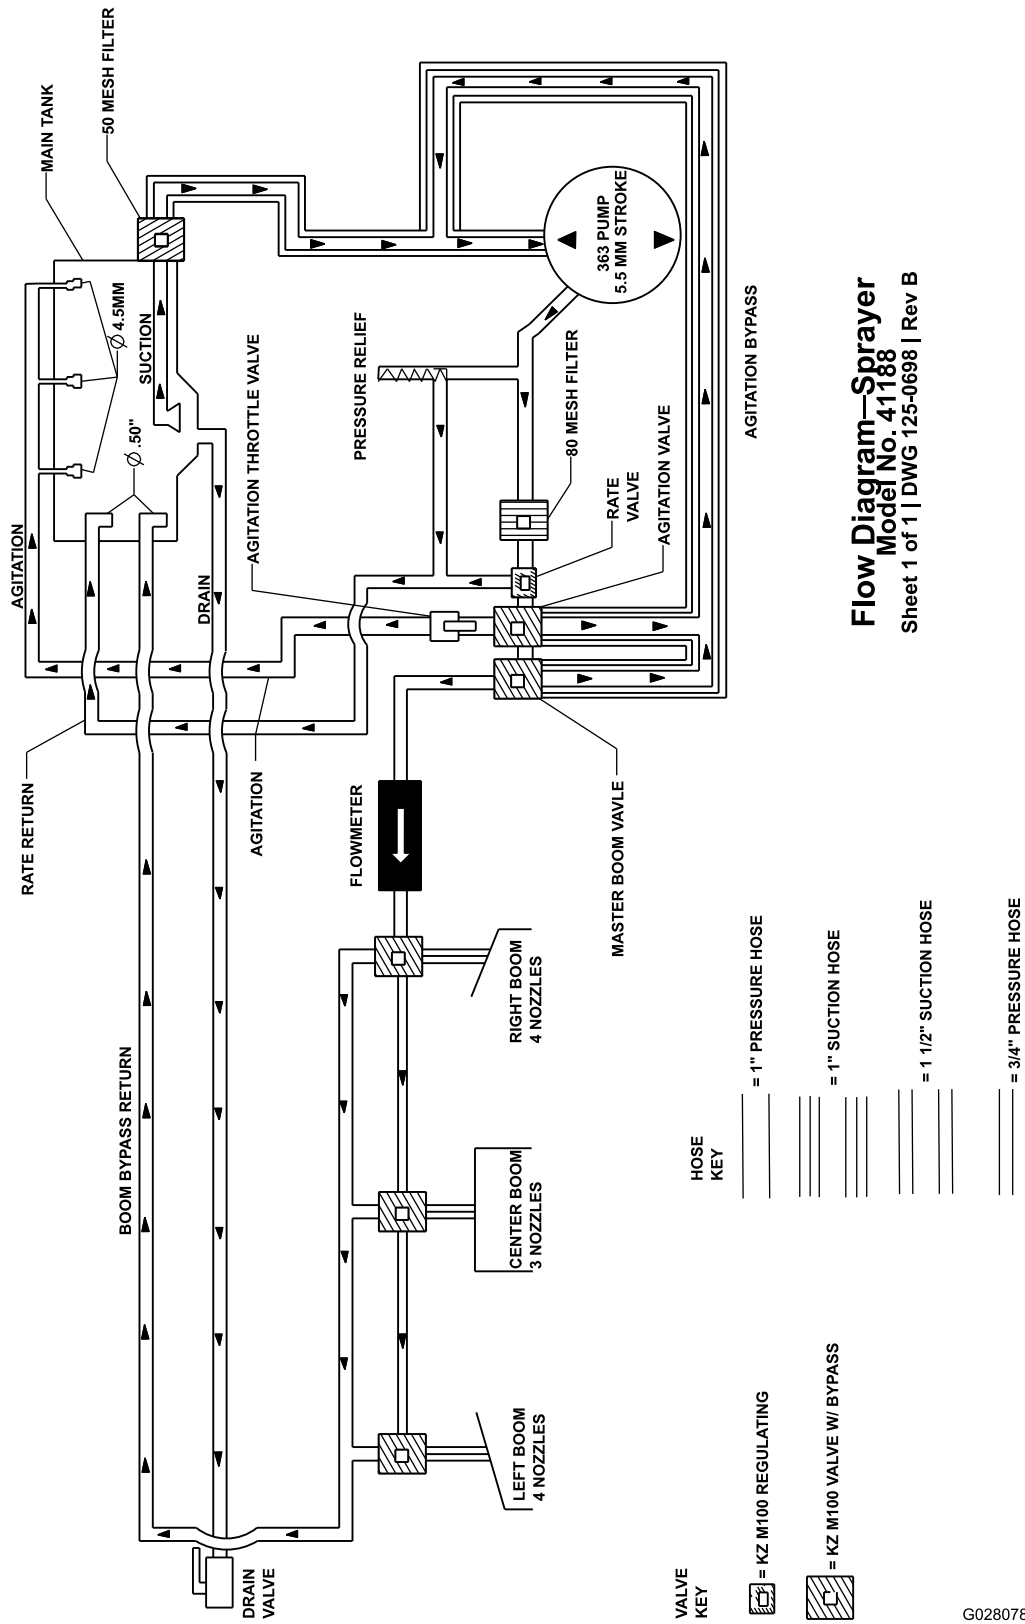 MAIN TANK
50 MESH FILTER
AGITATION
Ø 4.5MM
SUCTION
Ø .50"
DRAIN
RATE RETURN
AGITATION
AGITATION THROTTLE VALVE
PRESSURE RELIEF
363 PUMP
5.5 MM STROKE
80 MESH FILTER
RATE
VALVE
AGITATION VALVE
AGITATION BYPASS
FLOWMETER
MASTER BOOM VAVLE
BOOM BYPASS RETURN
RIGHT BOOM
4 NOZZLES
CENTER BOOM
3 NOZZLES
LEFT BOOM
4 NOZZLES
DRAIN
VALVE
HOSE
KEY
= 1" PRESSURE HOSE
= 1" SUCTION HOSE
= 1 1/2" SUCTION HOSE
= 3/4" PRESSURE HOSE
VALVE
KEY
= KZ M100 REGULATING
= KZ M100 VALVE W/ BYPASS
Flow Diagram—Sprayer
Model No. 41188
Sheet 1 of 1 | DWG 125-0698 | Rev B
G028078